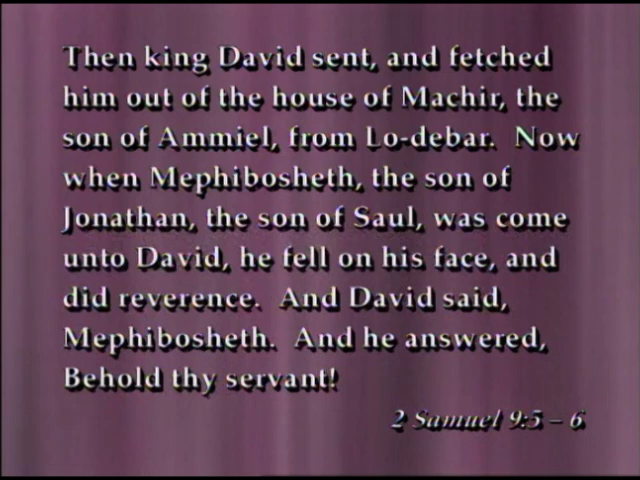 Then king David sent, and fetched
him out of the house of Machir, the
son of Ammiel, from Lo-debar.  Now
when Mephibosheth, the son of
Jonathan, the son of Saul, was come
unto David, he fell on his face, and
did reverence.  And David said,
Mephibosheth.  And he answered,
Behold thy servant!
2 Samuel 9:5 – 6